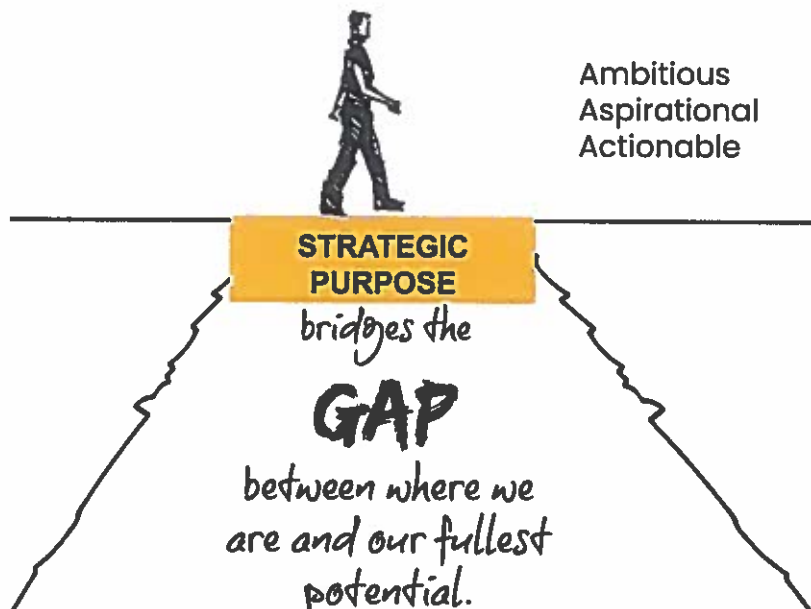 Ambitious
Aspirational
Actionable
STRATEGIC
PURPOSE
bridges the
GAP
between where we
are and our fullest
potential.